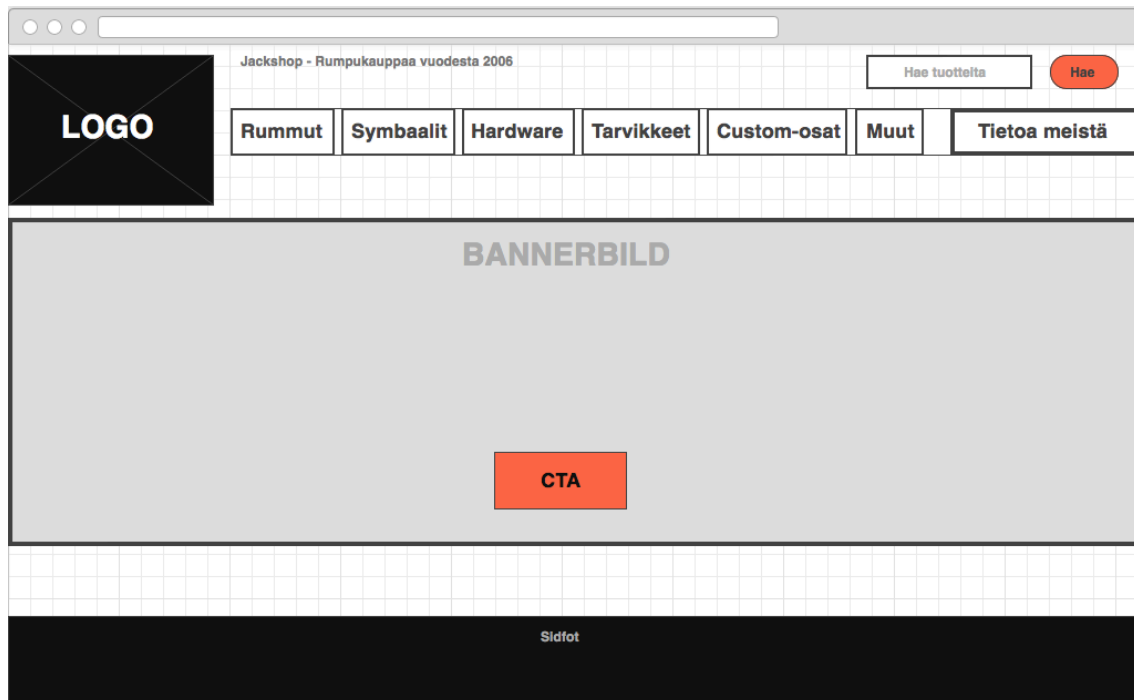 Jackshop - Rumpukauppaa vuodesta 2006
Hae tuotteita
Hae
LOGO
Rummut
Symbaalit
Hardware
Tarvikkeet
Custom-osat
Muut
Tietoa meistä
BANNERBILD
CTA
Sidfot